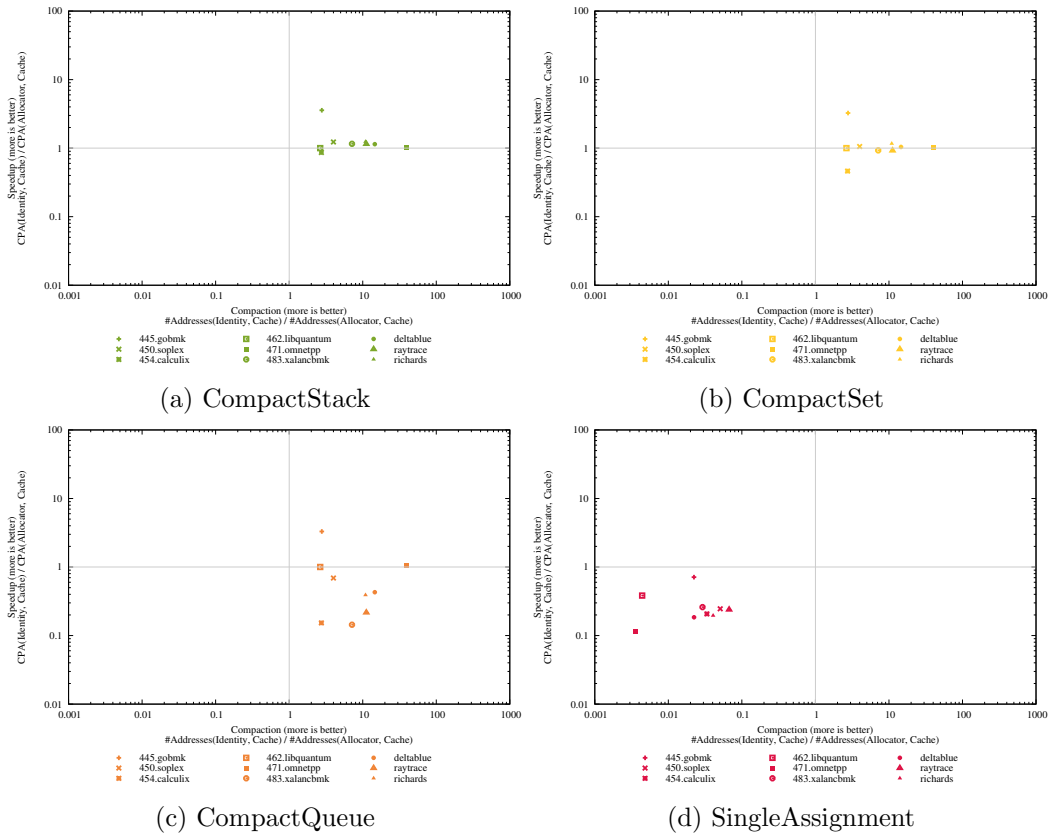 100
10
1
0.1
0.01
Speedup (more is better)
CPA(Identity, Cache) / CPA(Allocator, Cache)
0.001 0.01 0.1 1 10 100 1000
Compaction (more is better)
#Addresses(Identity, Cache) / #Addresses(Allocator, Cache)
445.gobmk 462.libquantum deltablue
450.soplex 471.omnetpp raytrace
454.calculix 483.xalancbmk richards
(a) CompactStack
100
10
1
0.1
0.01
Speedup (more is better)
CPA(Identity, Cache) / CPA(Allocator, Cache)
0.001 0.01 0.1 1 10 100 1000
Compaction (more is better)
#Addresses(Identity, Cache) / #Addresses(Allocator, Cache)
445.gobmk 462.libquantum deltablue
450.soplex 471.omnetpp raytrace
454.calculix 483.xalancbmk richards
(b) CompactSet
100
10
1
0.1
0.01
Speedup (more is better)
CPA(Identity, Cache) / CPA(Allocator, Cache)
0.001 0.01 0.1 1 10 100 1000
Compaction (more is better)
#Addresses(Identity, Cache) / #Addresses(Allocator, Cache)
445.gobmk 462.libquantum deltablue
450.soplex 471.omnetpp raytrace
454.calculix 483.xalancbmk richards
(c) CompactQueue
100
10
1
0.1
0.01
Speedup (more is better)
CPA(Identity, Cache) / CPA(Allocator, Cache)
0.001 0.01 0.1 1 10 100 1000
Compaction (more is better)
#Addresses(Identity, Cache) / #Addresses(Allocator, Cache)
445.gobmk 462.libquantum deltablue
450.soplex 471.omnetpp raytrace
454.calculix 483.xalancbmk richards
(d) SingleAssignment